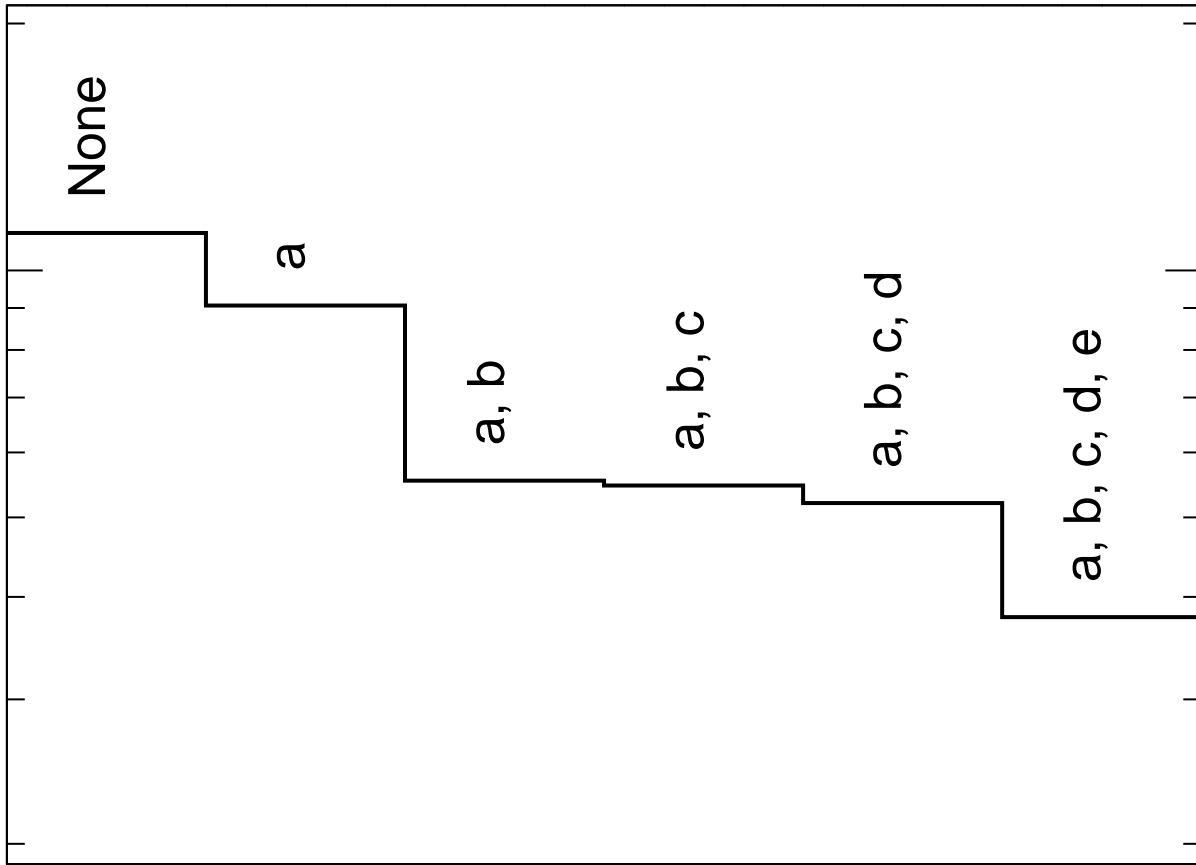 None
a
a, b
a, b, c
a, b, c, d
a, b, c, d, e